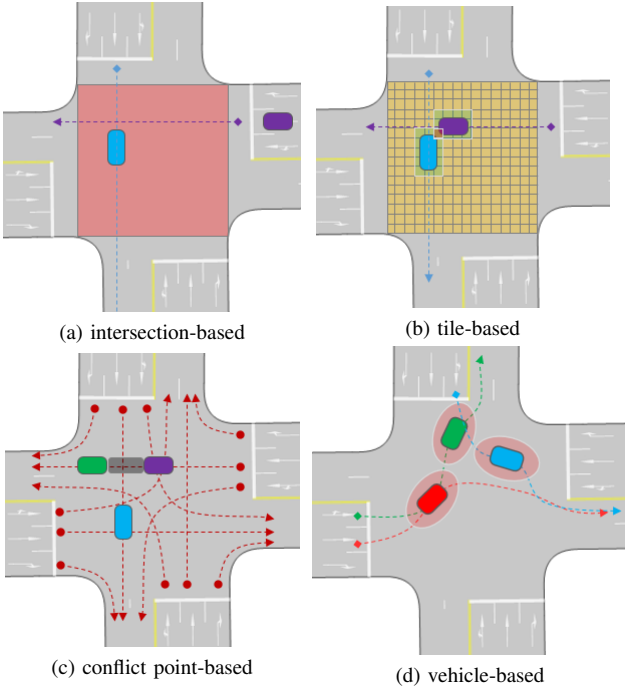 (a) intersection-based
(b) tile-based
(c) conflict point-based
(d) vehicle-based